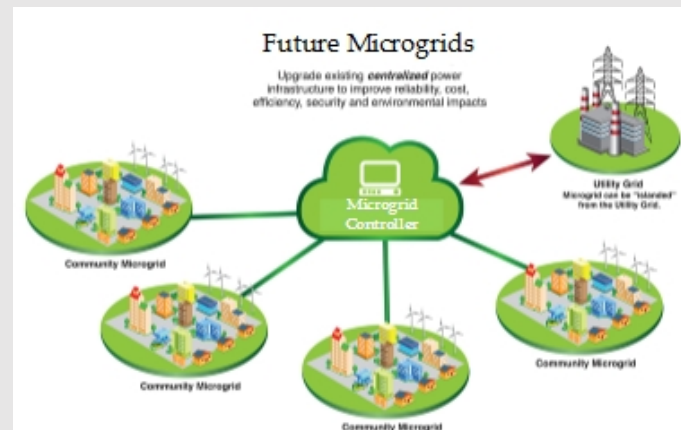 Future Microgrids
Upgrade existing centralized power
infrastructure to improve reliability, cost,
efficiency, security and environmental impacts
Microgrid
Controller
Utility Grid
Microgrid can be "islanded"
from the Utility Grid.
Community Microgrid
Community Microgrid
Community Microgrid
Community Microgrid